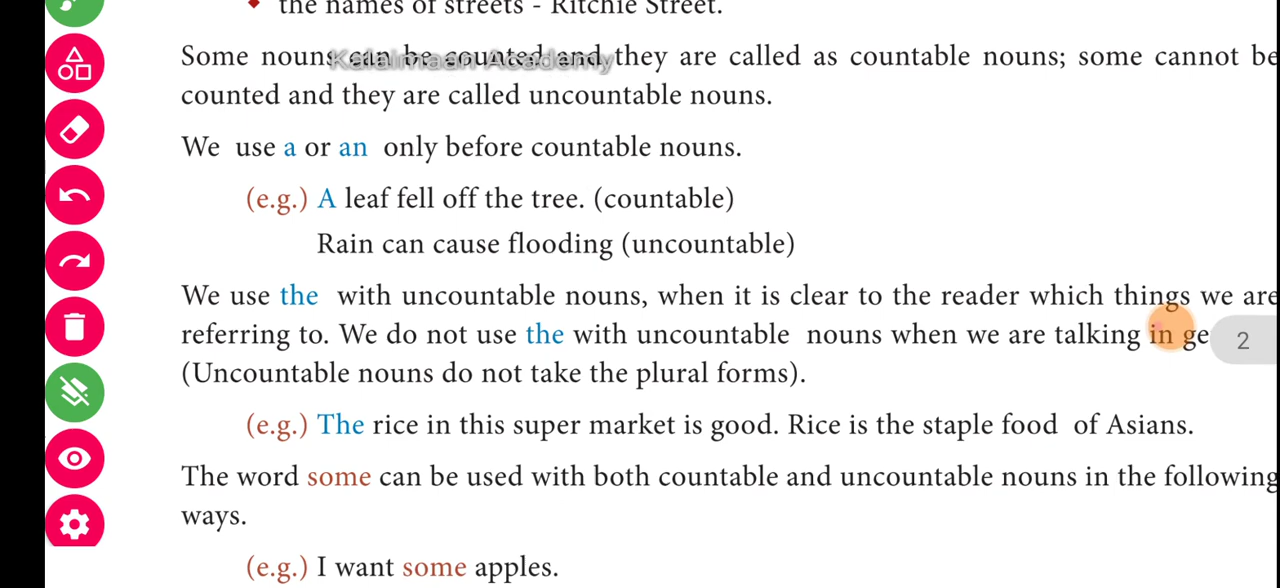 the names of streets - Ritchie Street.
Some nouns can be counted and they are called as countable nouns; some cannot be
Kalaimaan Academy
counted and they are called uncountable nouns.
We use a or an only before countable nouns.
(e.g.) A leaf fell off the tree. (countable)
Rain can cause flooding (uncountable)
We use the with uncountable nouns, when it is clear to the reader which things we are
referring to. We do not use the with uncountable nouns when we are talking in ge
2
(Uncountable nouns do not take the plural forms).
(e.g.) The rice in this super market is good. Rice is the staple food of Asians.
The word some can be used with both countable and uncountable nouns in the following
ways.
(e.g.) I want some apples.